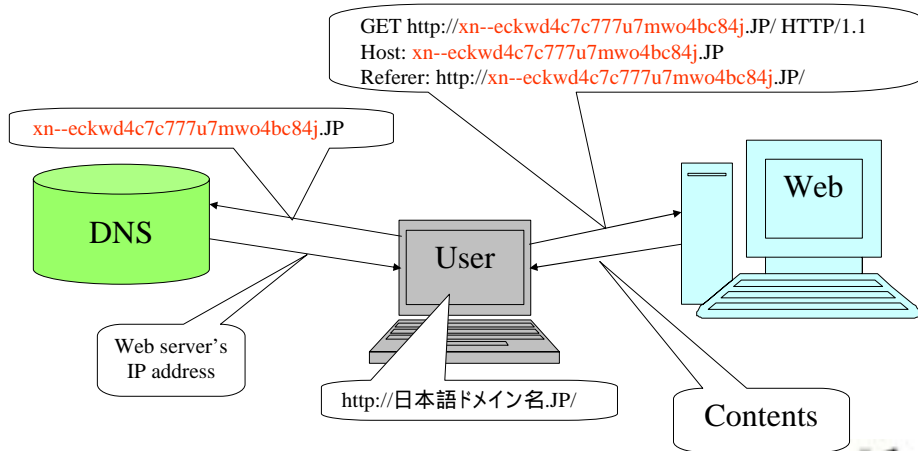 GET http://xn--eckwd4c7c777u7mwo4bc84j.JP/ HTTP/1.1
Host: xn--eckwd4c7c777u7mwo4bc84j.JP
Referer: http://xn--eckwd4c7c777u7mwo4bc84j.JP/
xn--eckwd4c7c777u7mwo4bc84j.JP
DNS
User
Web
Web server’s
IP address
http://日本語ドメイン名.JP/
Contents